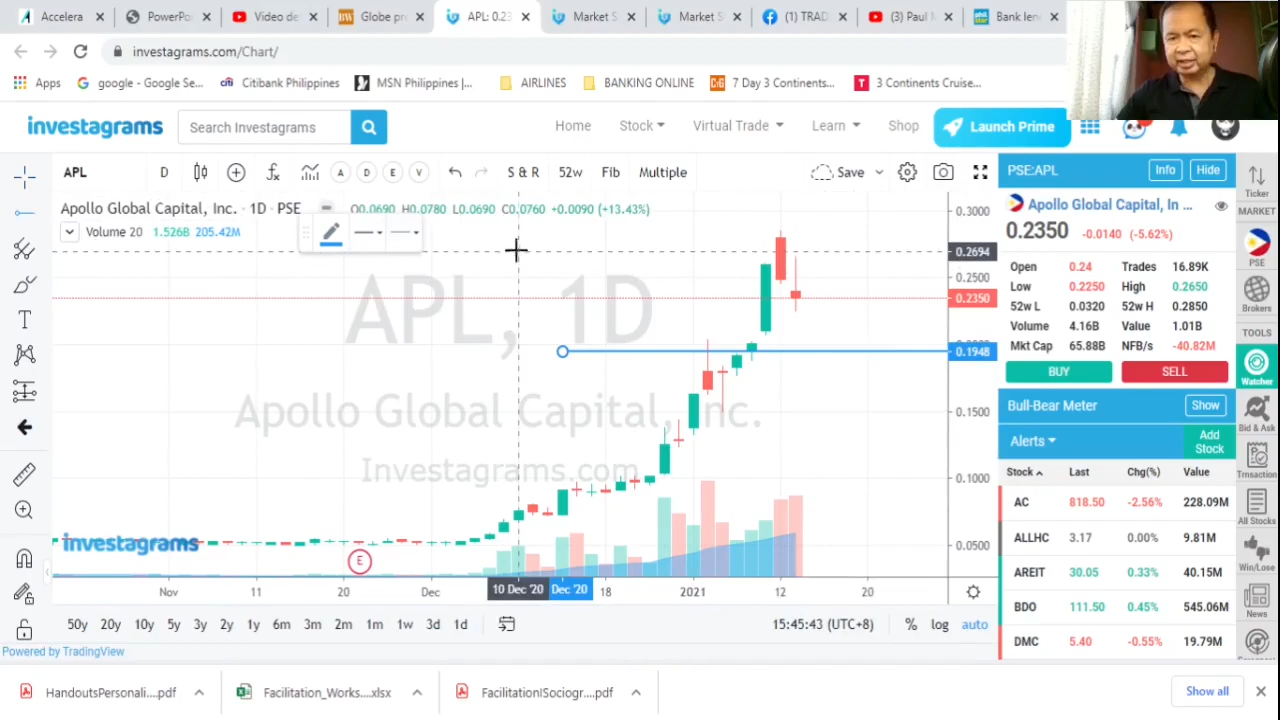 Accelera
PowerPo
Video de
Globe pr
APL: 0.23
Market S
Market S
(1) TRAD
(3) Paul M
Bank len
investagrams.com/Chart/
Apps
google - Google Se...
Citibank Philippines
MSN Philippines |...
AIRLINES
BANKING ONLINE
7 Day 3 Continents...
3 Continents Cruise...
investagrams
Search Investagrams
Home
Stock
Virtual Trade
Learn
Shop
Launch Prime
APL
D
A
D
E
V
S & R
52w
Fib
Multiple
Save
Apollo Global Capital, Inc. · 1D · PSE
O0.0690 H0.0780 L0.0690 C0.0760 +0.0090 (+13.43%)
Volume 20 1.526B 205.42M
APL, 1D
Apollo Global Capital, Inc.
Investagrams.com
investagrams
E
0.3000
0.2694
0.2500
0.2350
0.1948
0.1500
0.1000
0.0500
Nov
11
20
Dec
10 Dec '20
Dec '20
18
2021
12
20
50y
20y
10y
5y
3y
2y
1y
6m
3m
2m
1m
1w
3d
1d
15:45:43 (UTC+8)
%
log
auto
Powered by TradingView
PSE:APL
Info
Hide
Apollo Global Capital, In ...
0.2350 -0.0140 (-5.62%)
Open 0.24 Trades 16.89K
Low 0.2250 High 0.2650
52w L 0.0320 52w H 0.2850
Volume 4.16B Value 1.01B
Mkt Cap 65.88B NFB/s -40.82M
BUY
SELL
Bull-Bear Meter
Show
Alerts
Add
Stock
Stock Last Chg(%) Value
AC 818.50 -2.56% 228.09M
ALLHC 3.17 0.00% 9.81M
AREIT 30.05 0.33% 40.15M
BDO 111.50 0.45% 545.06M
DMC 5.40 -0.55% 19.79M
Ticker
MARKET
PSE
Brokers
TOOLS
Watcher
Bid & Ask
Trnsaction
All Stocks
Win/Lose
News
HandoutsPersonali....pdf
Facilitation_Works....xlsx
FacilitationISociogr....pdf
Show all